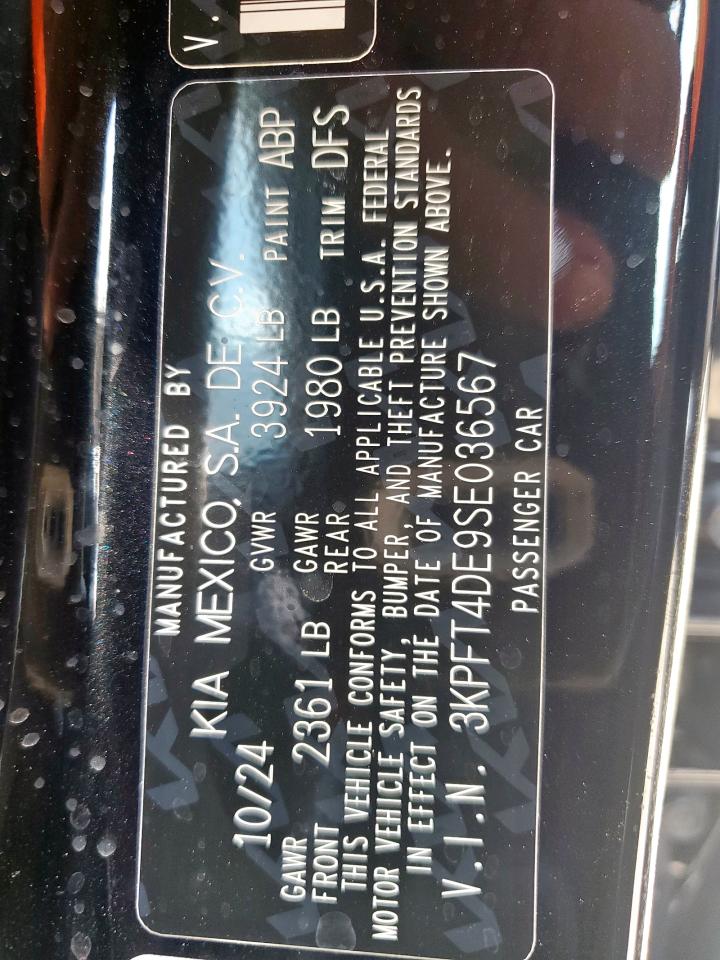 MANUFACTURED BY
KIA MEXICO, S.A. DE C.V.
10/24 GVWR 3924 LB PAINT ABP
GAWR FRONT 2361 LB GAWR REAR 1980 LB TRIM DFS
THIS VEHICLE CONFORMS TO ALL APPLICABLE U.S.A. FEDERAL
MOTOR VEHICLE SAFETY, BUMPER, AND THEFT PREVENTION STANDARDS
IN EFFECT ON THE DATE OF MANUFACTURE SHOWN ABOVE.
V.I.N. 3KPFT4DE9SE036567
PASSENGER CAR
V.